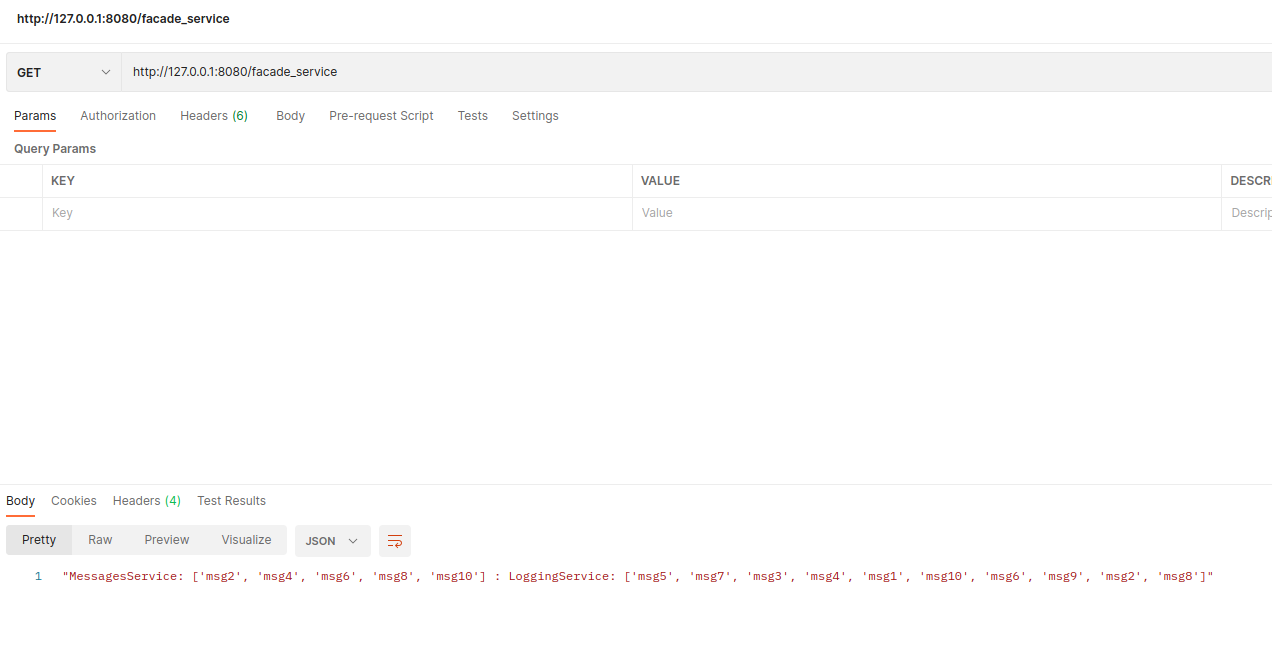 http://127.0.0.1:8080/facade_service
GET http://127.0.0.1:8080/facade_service
Params Authorization Headers (6) Body Pre-request Script Tests Settings
Query Params
KEY VALUE DESCRI
Key Value Descrip
Body Cookies Headers (4) Test Results
Pretty Raw Preview Visualize JSON
1 "MessagesService: ['msg2', 'msg4', 'msg6', 'msg8', 'msg10'] : LoggingService: ['msg5', 'msg7', 'msg3', 'msg4', 'msg1', 'msg10', 'msg6', 'msg9', 'msg2', 'msg8']"